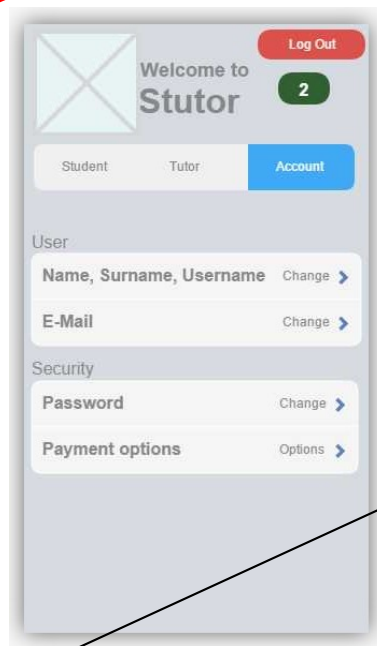 Log Out
Welcome to
Stutor
2
Student Tutor Account
User
Name, Surname, Username Change
E-Mail Change
Security
Password Change
Payment options Options